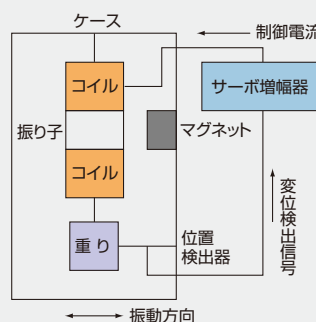 ケース
制御電流
コイル
サーボ増幅器
振り子
マグネット
コイル
変位検出信号
重り
位置
検出器
振動方向